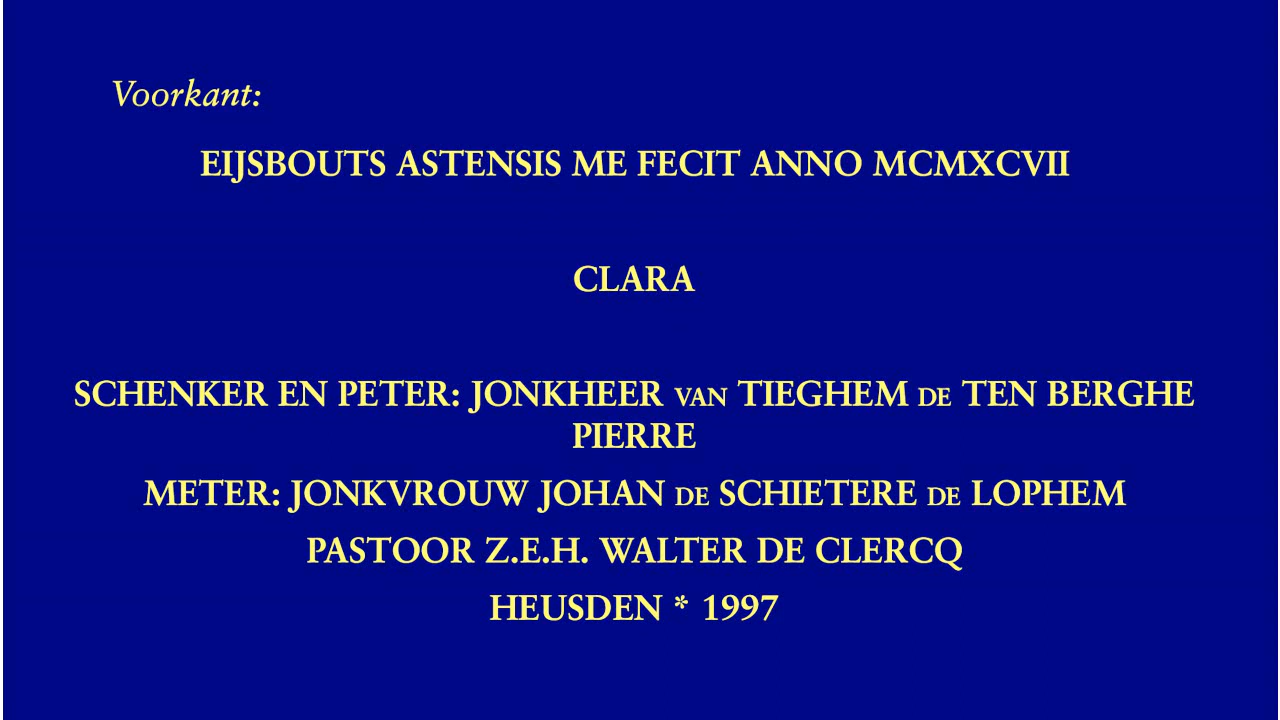 Voorkant:
EIJSBOUTS ASTENSIS ME FECIT ANNO MCMXCVII
CLARA
SCHENKER EN PETER: JONKHEER VAN TIEGHEM DE TEN BERGHE
PIERRE
METER: JONKVROUW JOHAN DE SCHIETERE DE LOPHEM
PASTOOR Z.E.H. WALTER DE CLERCQ
HEUSDEN * 1997